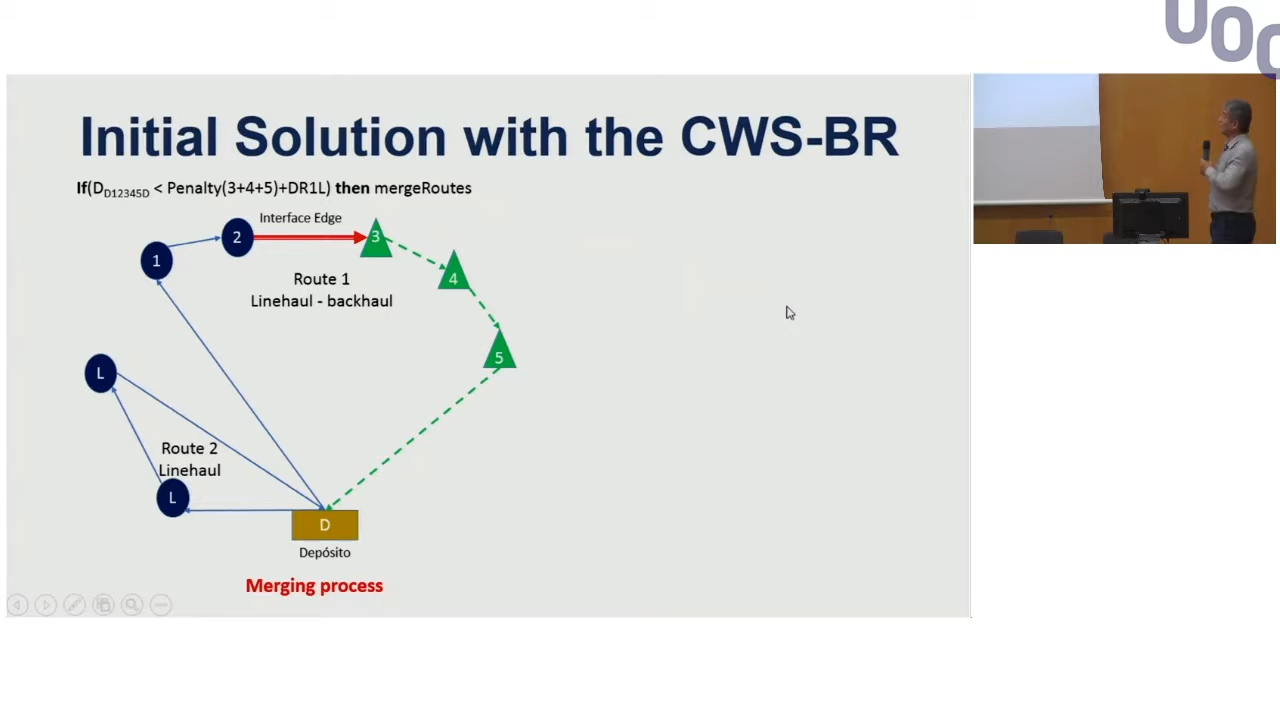 UOC
Initial Solution with the CWS-BR
If(D_D12345D < Penalty(3+4+5)+DR1L) then mergeRoutes
Interface Edge
2
3
1
4
Route 1
Linehaul - backhaul
5
L
Route 2
Linehaul
L
D
Depósito
Merging process